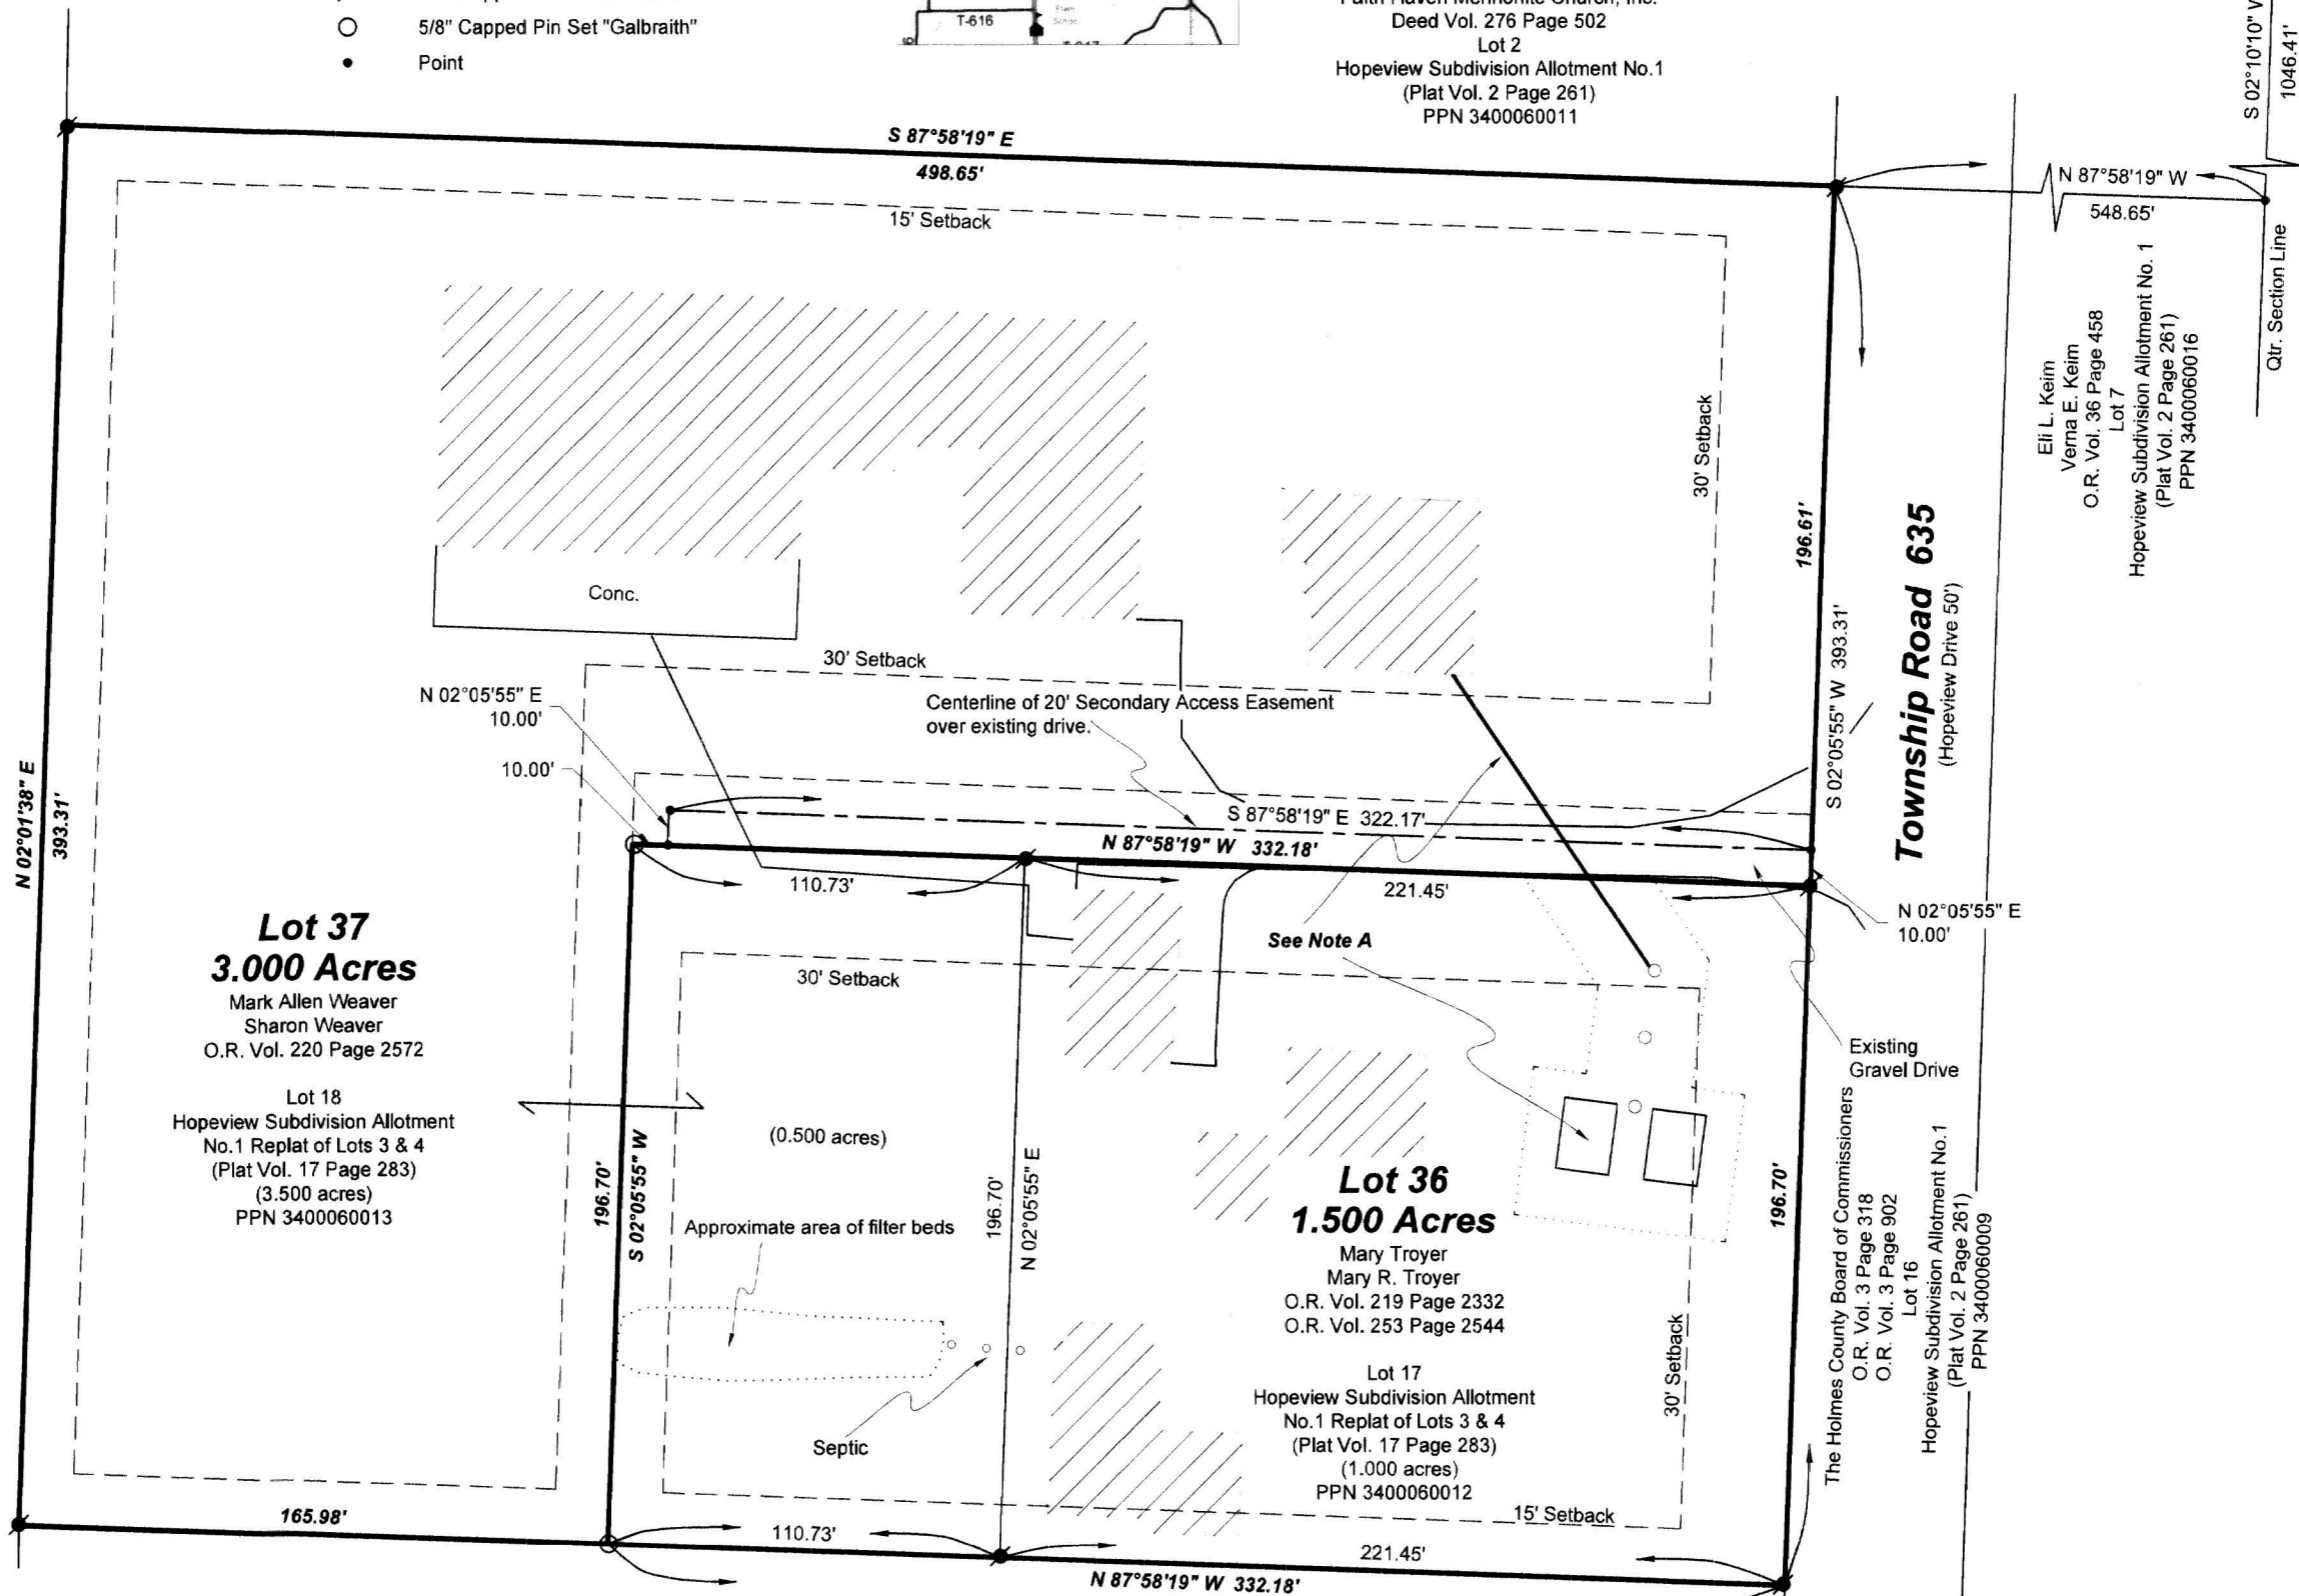 5/8" Capped Pin Set "Galbraith"
Point
T-616
Deed Vol. 276 Page 502
Lot 2
Hopeview Subdivision Allotment No.1
(Plat Vol. 2 Page 261)
PPN 3400060011
S 02°10'10" W
1046.41'
S 87°58'19" E
498.65'
15' Setback
N 87°58'19" W
548.65'
Qtr. Section Line
Eli L. Keim
Verna E. Keim
O.R. Vol. 36 Page 458
Lot 7
Hopeview Subdivision Allotment No. 1
(Plat Vol. 2 Page 261)
PPN 3400060016
30' Setback
196.61'
S 02°05'55" W 393.31'
Township Road 635
(Hopeview Drive 50')
Conc.
30' Setback
N 02°05'55" E
10.00'
10.00'
Centerline of 20' Secondary Access Easement
over existing drive.
S 87°58'19" E 322.17'
N 87°58'19" W 332.18'
110.73'
221.45'
N 02°05'55" E
10.00'
N 02°01'38" E
393.31'
Lot 37
3.000 Acres
Mark Allen Weaver
Sharon Weaver
O.R. Vol. 220 Page 2572
Lot 18
Hopeview Subdivision Allotment
No.1 Replat of Lots 3 & 4
(Plat Vol. 17 Page 283)
(3.500 acres)
PPN 3400060013
See Note A
30' Setback
Existing
Gravel Drive
(0.500 acres)
196.70'
S 02°05'55" W
196.70'
N 02°05'55" E
Approximate area of filter beds
Septic
Lot 36
1.500 Acres
Mary Troyer
Mary R. Troyer
O.R. Vol. 219 Page 2332
O.R. Vol. 253 Page 2544
Lot 17
Hopeview Subdivision Allotment
No.1 Replat of Lots 3 & 4
(Plat Vol. 17 Page 283)
(1.000 acres)
PPN 3400060012
30' Setback
15' Setback
196.70'
The Holmes County Board of Commissioners
O.R. Vol. 3 Page 318
O.R. Vol. 3 Page 902
Lot 16
Hopeview Subdivision Allotment No.1
(Plat Vol. 2 Page 261)
PPN 3400060009
165.98'
110.73'
221.45'
N 87°58'19" W 332.18'